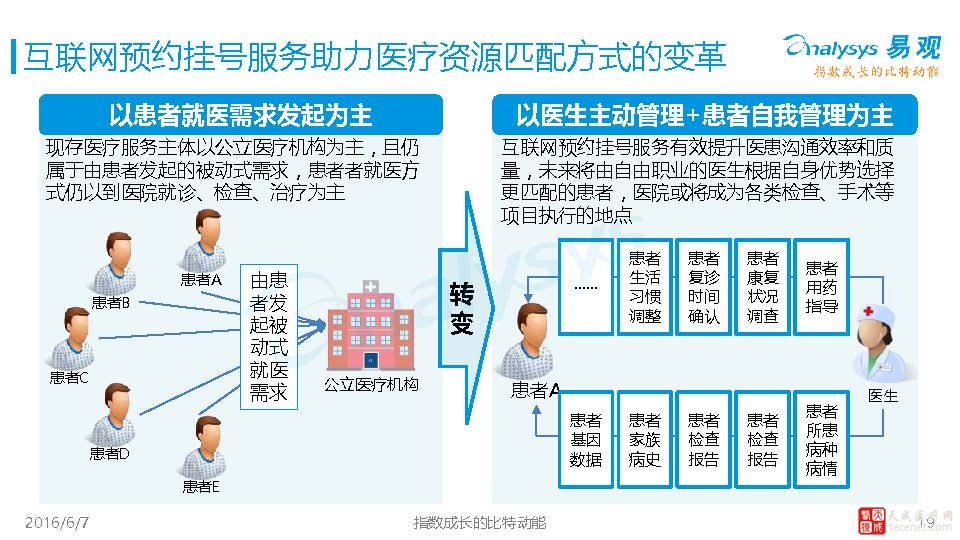 互联网预约挂号服务助力医疗资源匹配方式的变革
analysys 易观
指数成长的比特动能
以患者就医需求发起为主
现存医疗服务主体以公立医疗机构为主，且仍
属于由患者发起的被动式需求，患者者就医方
式仍以到医院就诊、检查、治疗为主
患者A
患者B
患者C
患者D
患者E
由患
者发
起被
动式
就医
需求
公立医疗机构
转
变
以医生主动管理+患者自我管理为主
互联网预约挂号服务有效提升医患沟通效率和质
量，未来将由自由职业的医生根据自身优势选择
更匹配的患者，医院或将成为各类检查、手术等
项目执行的地点
……
患者
生活
习惯
调整
患者
复诊
时间
确认
患者
康复
状况
调查
患者
用药
指导
患者A
医生
患者
基因
数据
患者
家族
病史
患者
检查
报告
患者
检查
报告
患者
所患
病种
病情
2016/6/7
指数成长的比特动能
19
天成医疗网
tecenet.com